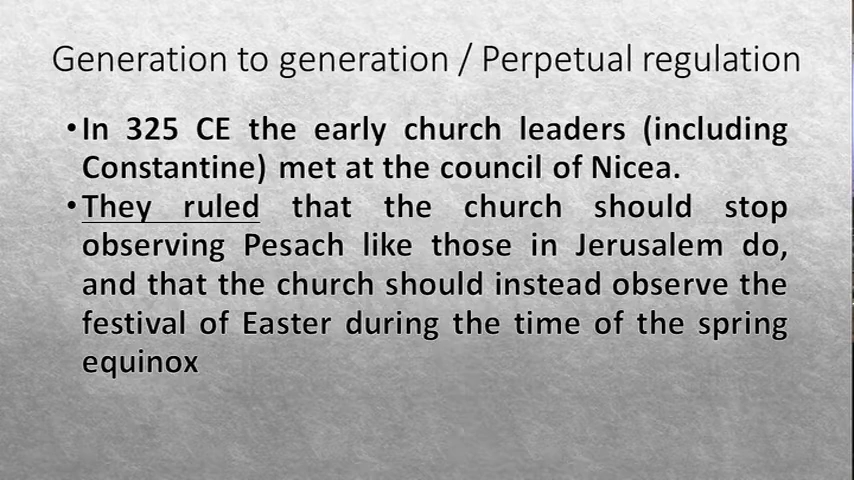 Generation to generation / Perpetual regulation
•In 325 CE the early church leaders (including
Constantine) met at the council of Nicea.
•They ruled that the church should stop
observing Pesach like those in Jerusalem do,
and that the church should instead observe the
festival of Easter during the time of the spring
equinox